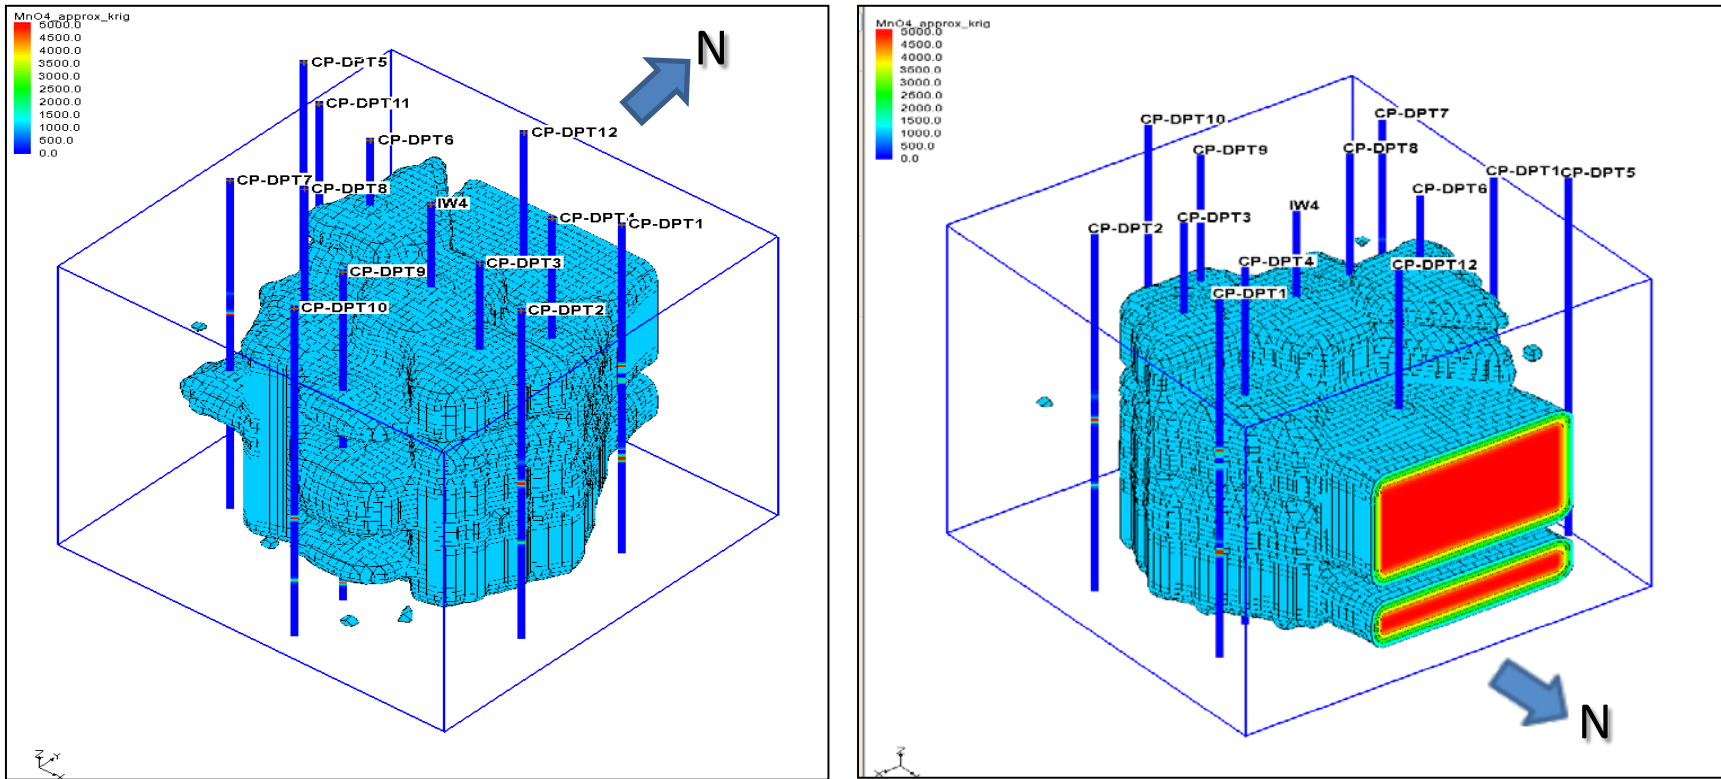 MnO4_approx_krig
5000.0
4500.0
4000.0
3500.0
3000.0
2500.0
2000.0
1500.0
1000.0
500.0
0.0
N
CP-DPT5
CP-DPT11
CP-DPT6
CP-DPT12
CP-DPT7
CP-DPT8
IW4
CP-DPT4
CP-DPT1
CP-DPT3
CP-DPT9
CP-DPT10
CP-DPT2
Z
Y
X
MnO4_approx_krig
5000.0
4500.0
4000.0
3500.0
3000.0
2500.0
2000.0
1500.0
1000.0
500.0
0.0
CP-DPT7
CP-DPT10
CP-DPT9
CP-DPT8
CP-DPT1
CP-DPT5
CP-DPT6
IW4
CP-DPT3
CP-DPT2
CP-DPT4
CP-DPT12
CP-DPT1
N
Z
X